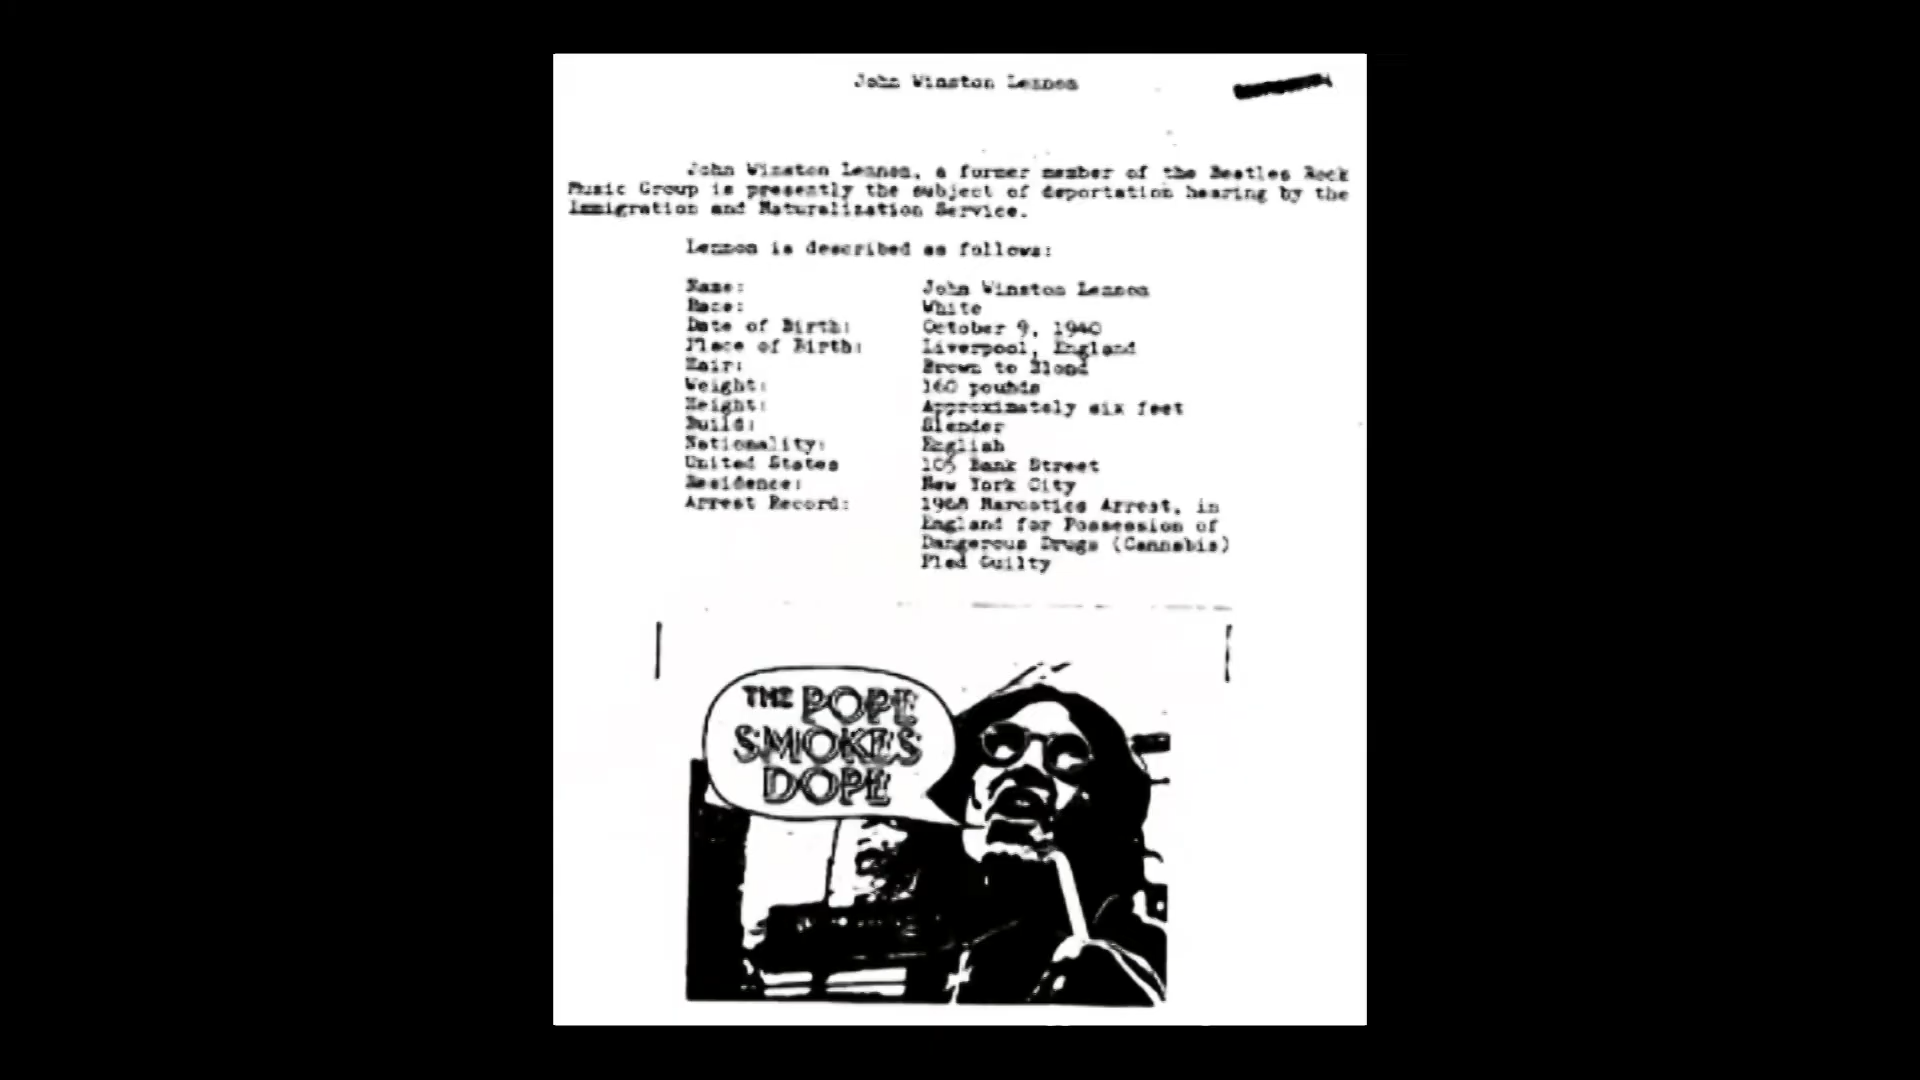 John Winston Lennon
John Winston Lennon, a former member of the Beatles Rock
Music Group is presently the subject of deportation hearing by the
Immigration and Naturalization Service.
Lennon is described as follows:
Name: John Winston Lennon
Race: White
Date of Birth: October 9, 1940
Place of Birth: Liverpool, England
Hair: Brown to Blond
Weight: 160 pounds
Height: Approximately six feet
Build: Slender
Nationality: English
United States 105 Bank Street
Residence: New York City
Arrest Record: 1968 Narcotics Arrest, in
England for Possession of
Dangerous Drugs (Cannabis)
Pled Guilty
THE POPE
SMOKES
DOPE